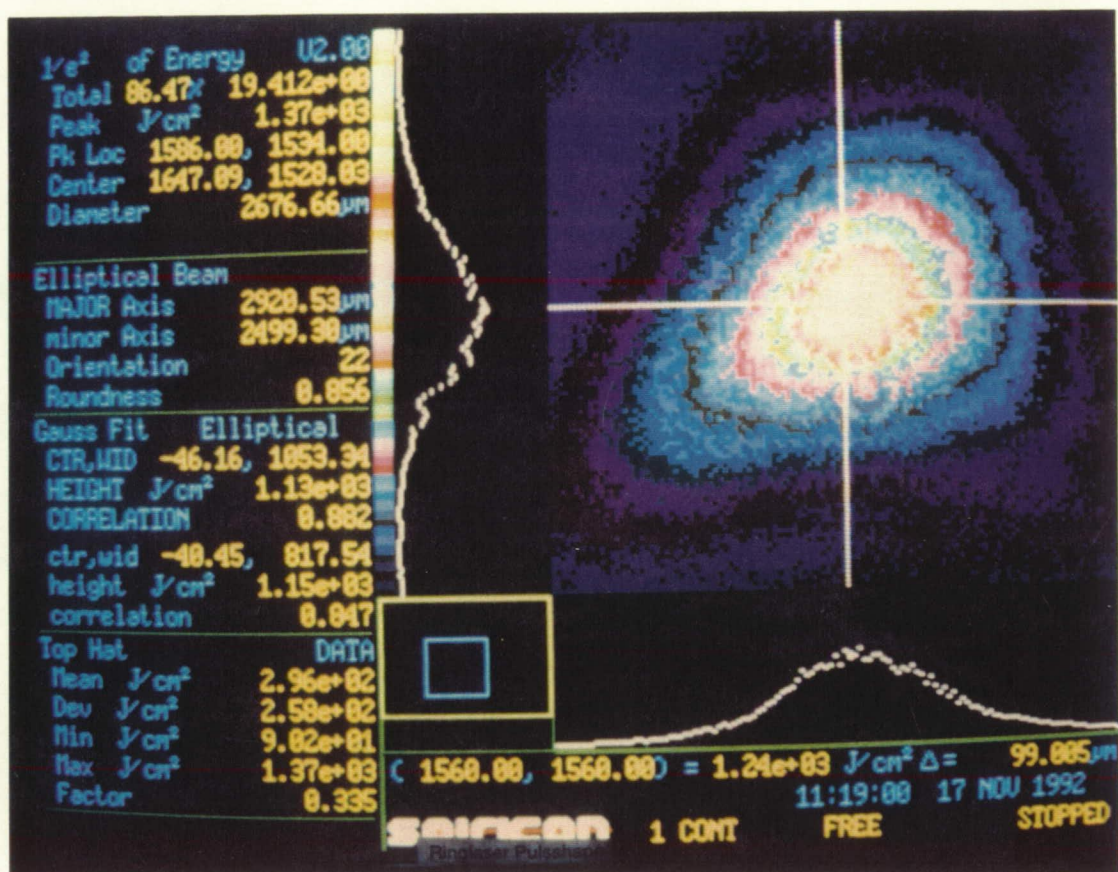 1/e² of Energy V2.00
Total 86.47% 19.412e+00
Peak J/cm² 1.37e+03
Pk Loc 1586.00, 1534.00
Center 1647.09, 1528.03
Diameter 2676.66µm
Elliptical Beam
MAJOR Axis 2920.53µm
minor Axis 2499.30µm
Orientation 22
Roundness 0.856
Gauss Fit Elliptical
CTR,WID -46.16, 1053.34
HEIGHT J/cm² 1.13e+03
CORRELATION 0.882
ctr,wid -40.45, 817.54
height J/cm² 1.15e+03
correlation 0.847
Top Hat DATA
Mean J/cm² 2.96e+02
Dev J/cm² 2.58e+02
Min J/cm² 9.02e+01
Max J/cm² 1.37e+03
Factor 0.335
( 1560.00, 1560.00) = 1.24e+03 J/cm² Δ= 99.005µm
11:19:00 17 NOV 1992
spiricon 1 CONT FREE STOPPED
Ringlaser Pulsshape